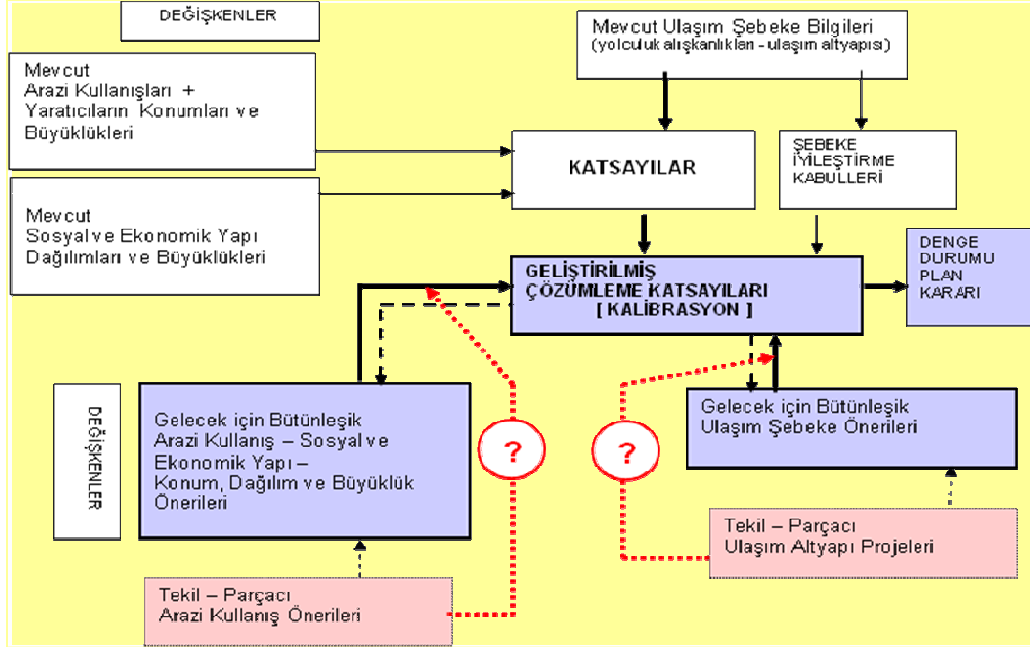 DEĞİŞKENLER
Mevcut Ulaşım Şebeke Bilgileri
(yolculuk alışkanlıkları - ulaşım altyapısı)
Mevcut
Arazi Kullanışları +
Yaratıcıların Konumları ve
Büyüklükleri
KATSAYILAR
ŞEBEKE
İYİLEŞTİRME
KABULLERİ
Mevcut
Sosyal ve Ekonomik Yapı
Dağılımları ve Büyüklükleri
GELİŞTİRİLMİŞ
ÇÖZÜMLEME KATSAYILARI
[ KALİBRASYON ]
DENGE
DURUMU
PLAN
KARARI
DEĞİŞKENLER
Gelecek için Bütünleşik
Arazi Kullanış – Sosyal ve
Ekonomik Yapı –
Konum, Dağılım ve Büyüklük
Önerileri
?
?
Gelecek için Bütünleşik
Ulaşım Şebeke Önerileri
Tekil – Parçacı
Ulaşım Altyapı Projeleri
Tekil – Parçacı
Arazi Kullanış Önerileri